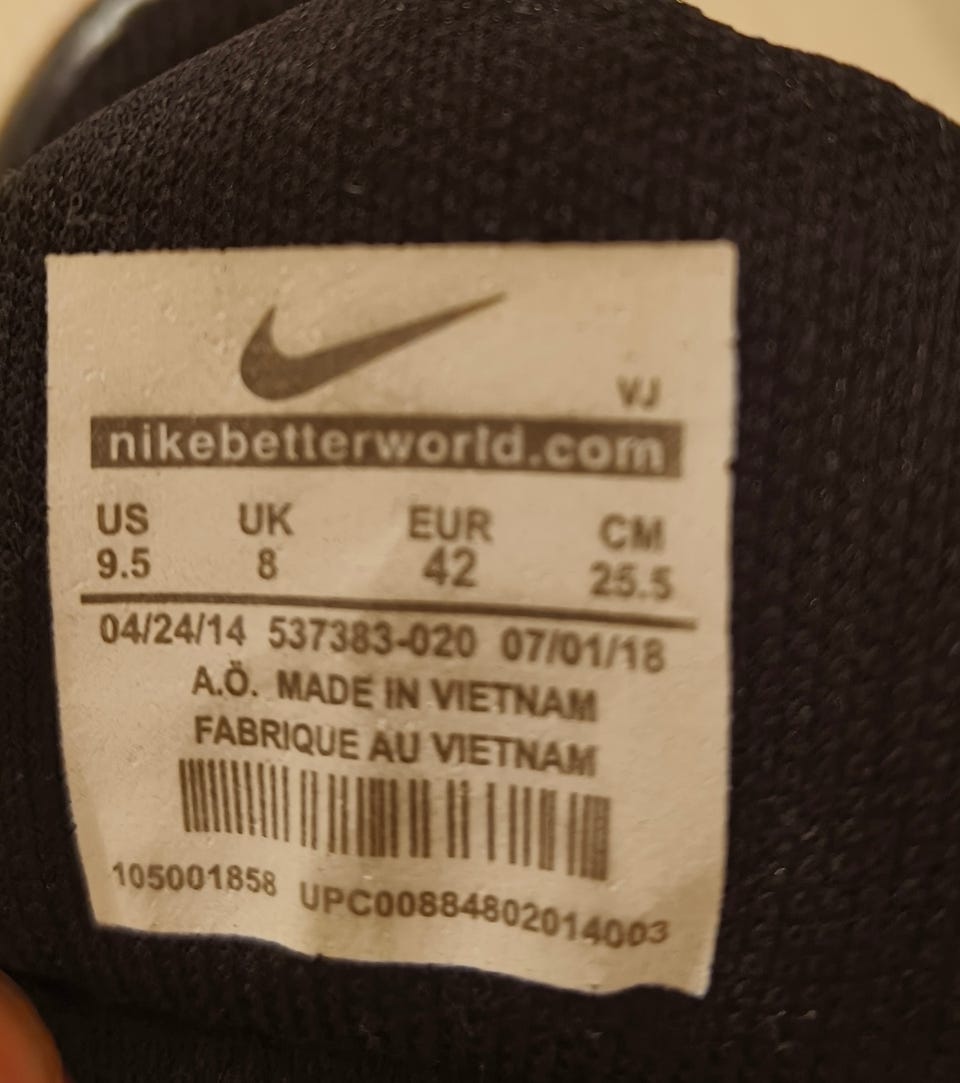 VJ
nikebetterworld.com
US UK EUR CM
9.5 8 42 25.5
04/24/14 537383-020 07/01/18
A.Ö. MADE IN VIETNAM
FABRIQUE AU VIETNAM
105001858 UPC00884802014003